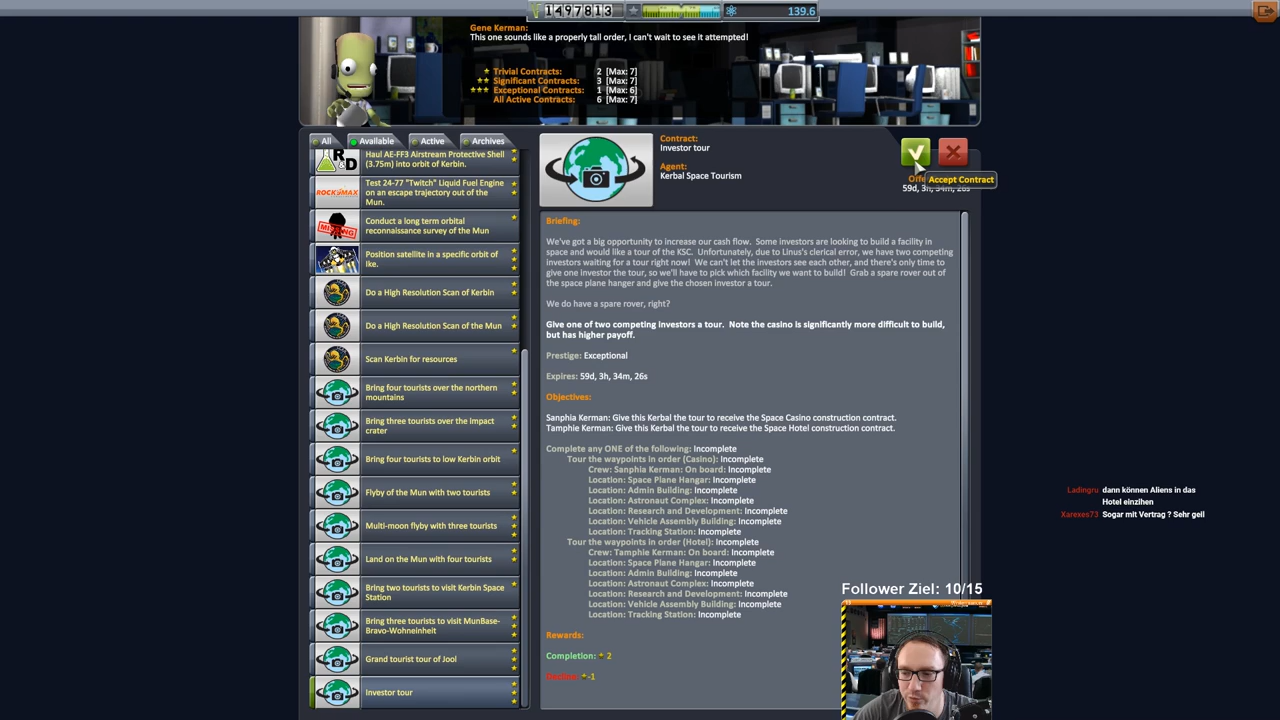 1497813
139.6
Gene Kerman:
This one sounds like a properly tall order, I can't wait to see it attempted!
Trivial Contracts: 2 [Max: 7]
Significant Contracts: 3 [Max: 7]
Exceptional Contracts: 1 [Max: 6]
All Active Contracts: 6 [Max: 7]
All
Available
Active
Archives
R&D
Haul AE-FF3 Airstream Protective Shell
(3.75m) into orbit of Kerbin.
ROCKOMAX
Test 24-77 "Twitch" Liquid Fuel Engine
on an escape trajectory out of the
Mun.
MISSING
Conduct a long term orbital
reconnaissance survey of the Mun
Position satellite in a specific orbit of
Ike.
Do a High Resolution Scan of Kerbin
Do a High Resolution Scan of the Mun
Scan Kerbin for resources
Bring four tourists over the northern
mountains
Bring three tourists over the impact
crater
Bring four tourists to low Kerbin orbit
Flyby of the Mun with two tourists
Multi-moon flyby with three tourists
Land on the Mun with four tourists
Bring two tourists to visit Kerbin Space
Station
Bring three tourists to visit MunBase-
Bravo-Wohneinheit
Grand tourist tour of Jool
Investor tour
Contract:
Investor tour
Agent:
Kerbal Space Tourism
Accept Contract
59d, 3h, 34m, 26s
Briefing:
We've got a big opportunity to increase our cash flow. Some investors are looking to build a facility in
space and would like a tour of the KSC. Unfortunately, due to Linus's clerical error, we have two competing
investors waiting for a tour right now! We can't let the investors see each other, and there's only time to
give one investor the tour, so we'll have to pick which facility we want to build! Grab a spare rover out of
the space plane hanger and give the chosen investor a tour.
We do have a spare rover, right?
Give one of two competing investors a tour. Note the casino is significantly more difficult to build,
but has higher payoff.
Prestige: Exceptional
Expires: 59d, 3h, 34m, 26s
Objectives:
Sanphia Kerman: Give this Kerbal the tour to receive the Space Casino construction contract.
Tamphie Kerman: Give this Kerbal the tour to receive the Space Hotel construction contract.
Complete any ONE of the following: Incomplete
Tour the waypoints in order (Casino): Incomplete
Crew: Sanphia Kerman: On board: Incomplete
Location: Space Plane Hangar: Incomplete
Location: Admin Building: Incomplete
Location: Astronaut Complex: Incomplete
Location: Research and Development: Incomplete
Location: Vehicle Assembly Building: Incomplete
Location: Tracking Station: Incomplete
Tour the waypoints in order (Hotel): Incomplete
Crew: Tamphie Kerman: On board: Incomplete
Location: Space Plane Hangar: Incomplete
Location: Admin Building: Incomplete
Location: Astronaut Complex: Incomplete
Location: Research and Development: Incomplete
Location: Vehicle Assembly Building: Incomplete
Location: Tracking Station: Incomplete
Rewards:
Completion: 2
Decline: -1
Ladingru dann können Aliens in das
Hotel einzihen
Xarexes73 Sogar mit Vertrag ? Sehr geil
Follower Ziel: 10/15